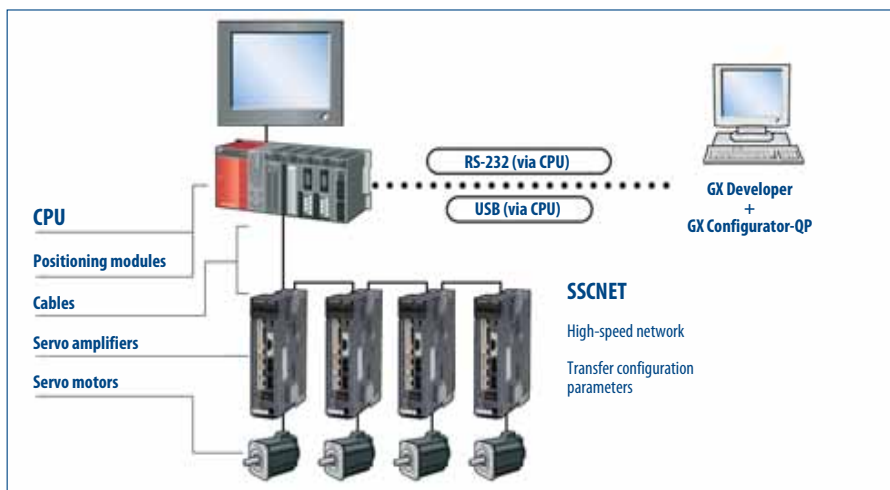 RS-232 (via CPU)
USB (via CPU)
GX Developer
+
GX Configurator-QP
CPU
Positioning modules
Cables
Servo amplifiers
Servo motors
SSCNET
High-speed network
Transfer configuration
parameters